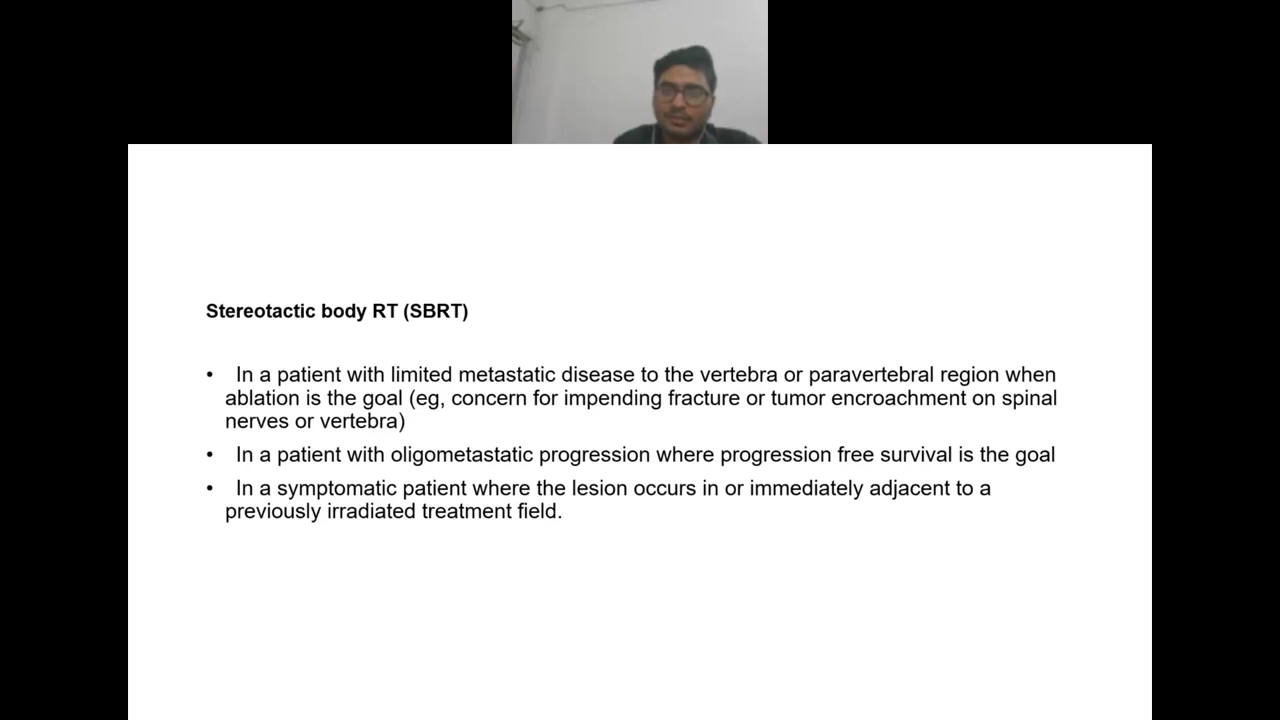 Stereotactic body RT (SBRT)
• In a patient with limited metastatic disease to the vertebra or paravertebral region when
ablation is the goal (eg, concern for impending fracture or tumor encroachment on spinal
nerves or vertebra)
• In a patient with oligometastatic progression where progression free survival is the goal
• In a symptomatic patient where the lesion occurs in or immediately adjacent to a
previously irradiated treatment field.